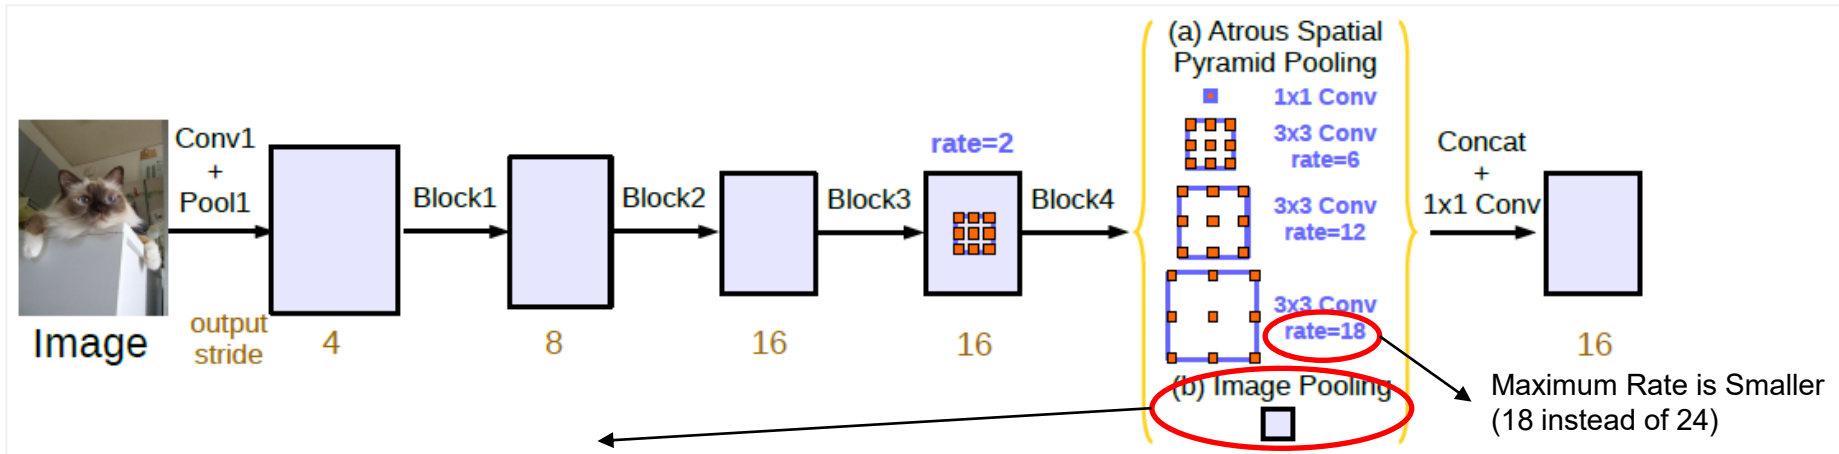 Image
Conv1
+
Pool1
output
stride
4
Block1
8
Block2
16
Block3
rate=2
16
Block4
(a) Atrous Spatial
Pyramid Pooling
1x1 Conv
3x3 Conv
rate=6
3x3 Conv
rate=12
3x3 Conv
rate=18
(b) Image Pooling
Concat
+
1x1 Conv
16
Maximum Rate is Smaller
(18 instead of 24)